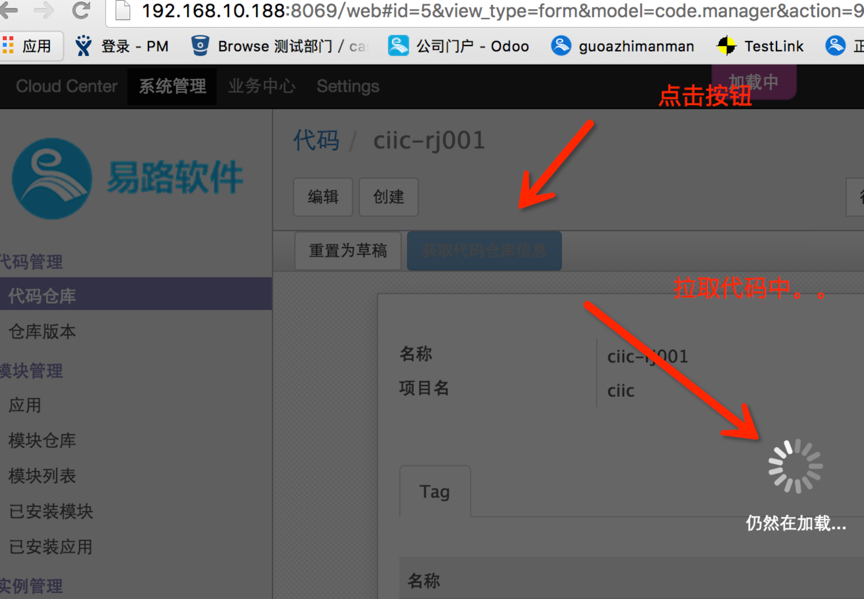 192.168.10.188:8069/web#id=5&view_type=form&model=code.manager&action=9
应用 登录 - PM Browse 测试部门 / ca 公司门户 - Odoo guoazhimanman TestLink 正
Cloud Center 系统管理 业务中心 Settings 加载中
点击按钮
易路软件
代码 / ciic-rj001
编辑 创建
重置为草稿 获取代码仓库信息
代码管理
代码仓库
仓库版本
模块管理
应用
模块仓库
模块列表
已安装模块
已安装应用
实例管理
拉取代码中。。
名称 ciic-rj001
项目名 ciic
仍然在加载...
Tag
名称